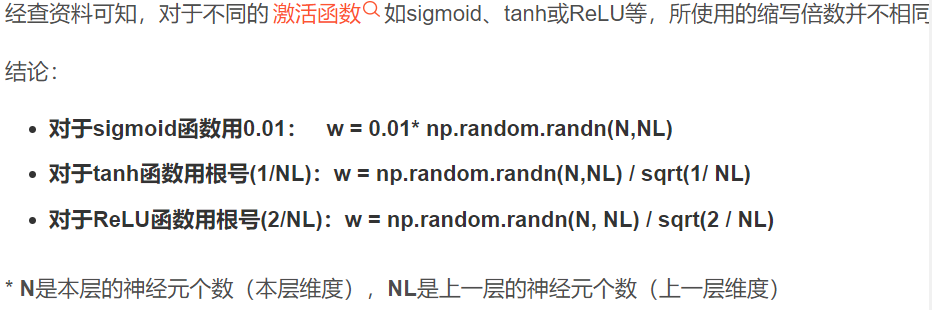 经查资料可知，对于不同的 激活函数 如sigmoid、tanh或ReLU等，所使用的缩写倍数并不相同
结论：
• 对于sigmoid函数用0.01： w = 0.01* np.random.randn(N,NL)
• 对于tanh函数用根号(1/NL)：w = np.random.randn(N,NL) / sqrt(1/ NL)
• 对于ReLU函数用根号(2/NL)：w = np.random.randn(N, NL) / sqrt(2 / NL)
* N是本层的神经元个数（本层维度），NL是上一层的神经元个数（上一层维度）